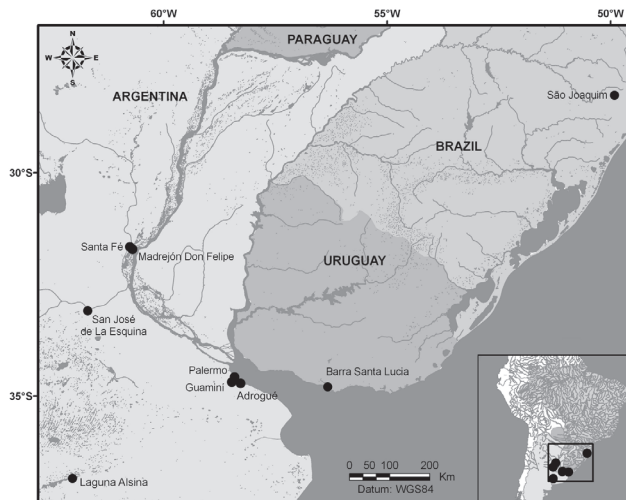 60°W 55°W 50°W
N
W E
S
PARAGUAY
ARGENTINA
São Joaquim
BRAZIL
30°S
Santa Fé
Madrejón Don Felipe
URUGUAY
San José
de La Esquina
Palermo
Guaminí
Adrogué
Barra Santa Lucia
35°S
Laguna Alsina
0 50 100 200
Km
Datum: WGS84